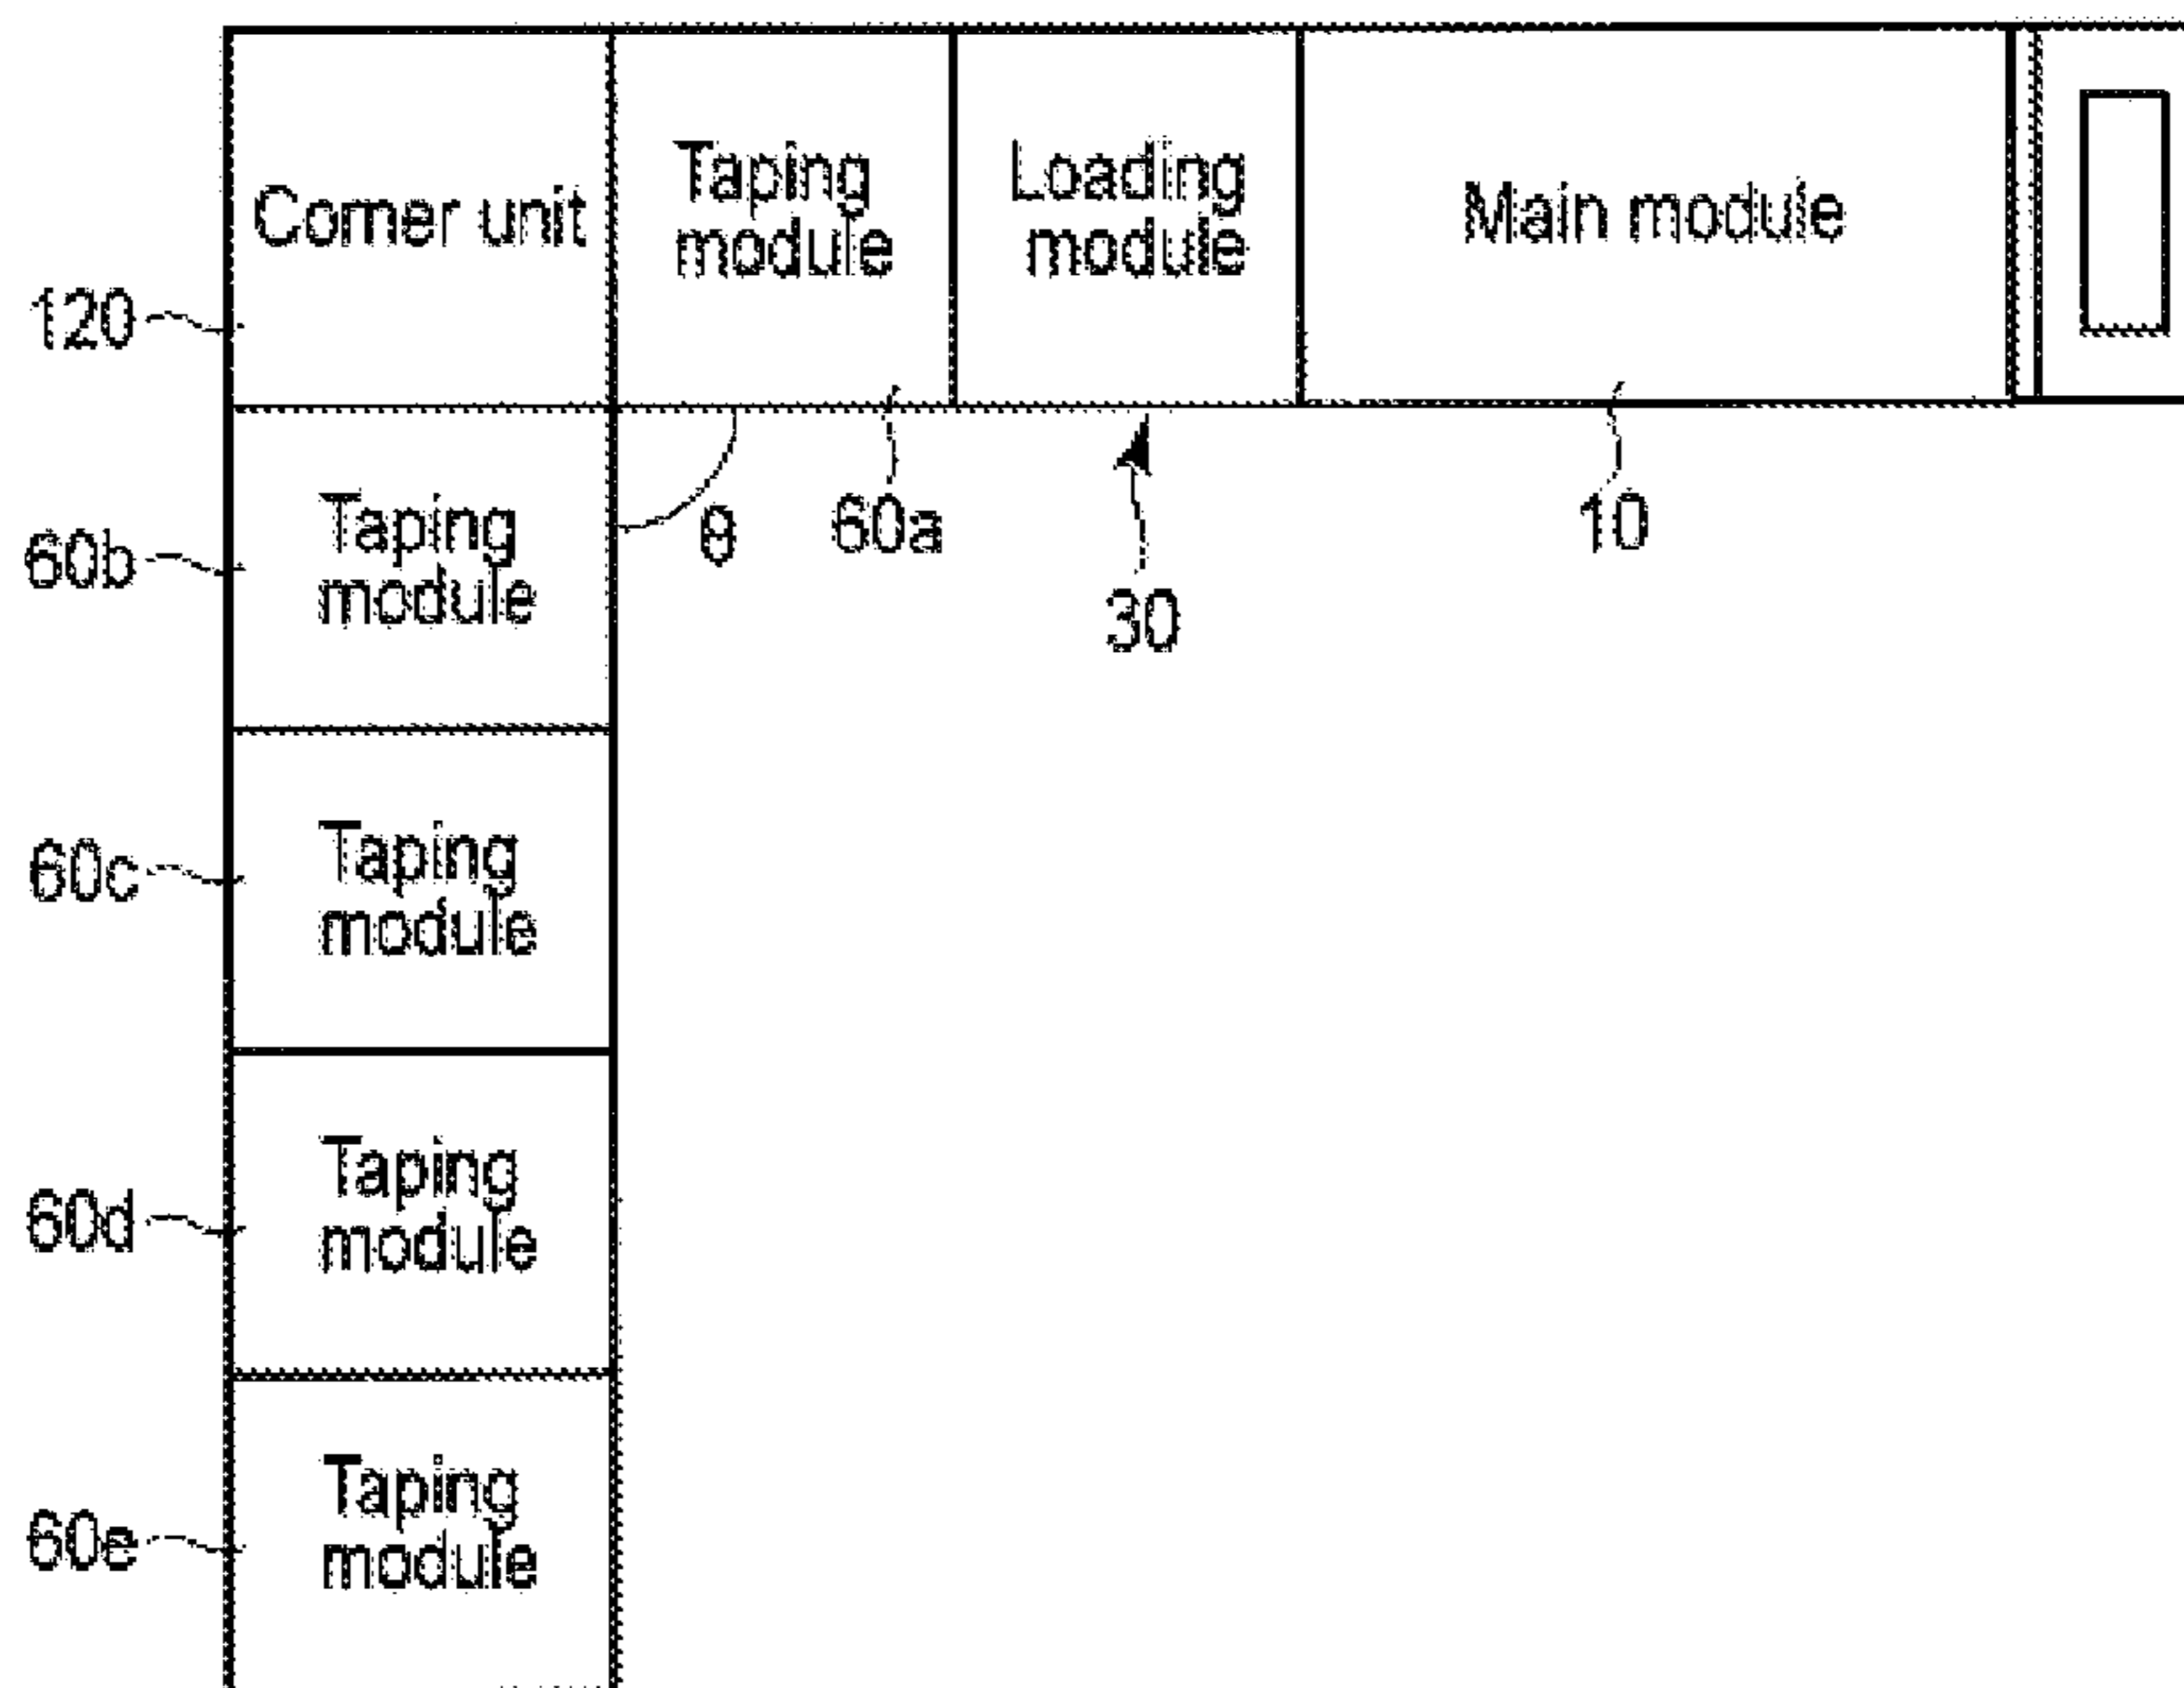 Corner unit
Taping
module
Loading
module
Main module
120
60b
Taping
module
θ
60a
30
10
60c
Taping
module
60d
Taping
module
60e
Taping
module